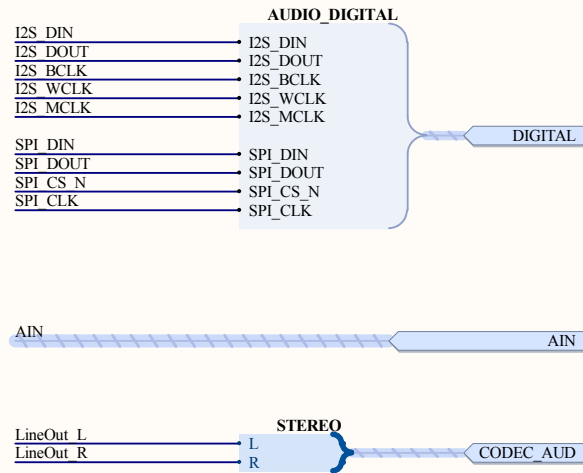 AUDIO_DIGITAL
I2S_DIN I2S_DIN
I2S_DOUT I2S_DOUT
I2S_BCLK I2S_BCLK
I2S_WCLK I2S_WCLK
I2S_MCLK I2S_MCLK
DIGITAL
SPI_DIN SPI_DIN
SPI_DOUT SPI_DOUT
SPI_CS_N SPI_CS_N
SPI_CLK SPI_CLK
AIN AIN
STEREO
LineOut_L L
LineOut_R R
CODEC_AUD